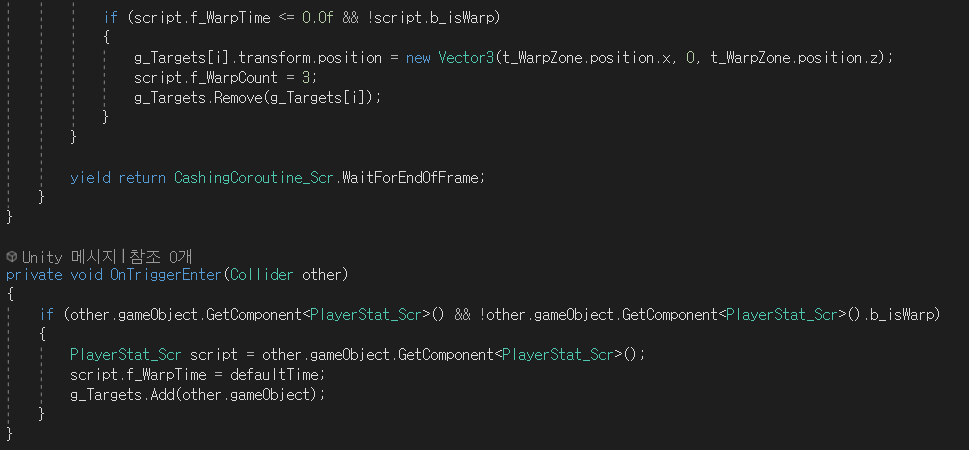 if (script.f_WarpTime <= 0.0f && !script.b_isWarp)
{
g_Targets[i].transform.position = new Vector3(t_WarpZone.position.x, 0, t_WarpZone.position.z);
script.f_WarpCount = 3;
g_Targets.Remove(g_Targets[i]);
}
}
yield return CashingCoroutine_Scr.WaitForEndOfFrame;
}
}
Unity 메시지|참조 0개
private void OnTriggerEnter(Collider other)
{
if (other.gameObject.GetComponent<PlayerStat_Scr>() && !other.gameObject.GetComponent<PlayerStat_Scr>().b_isWarp)
{
PlayerStat_Scr script = other.gameObject.GetComponent<PlayerStat_Scr>();
script.f_WarpTime = defaultTime;
g_Targets.Add(other.gameObject);
}
}